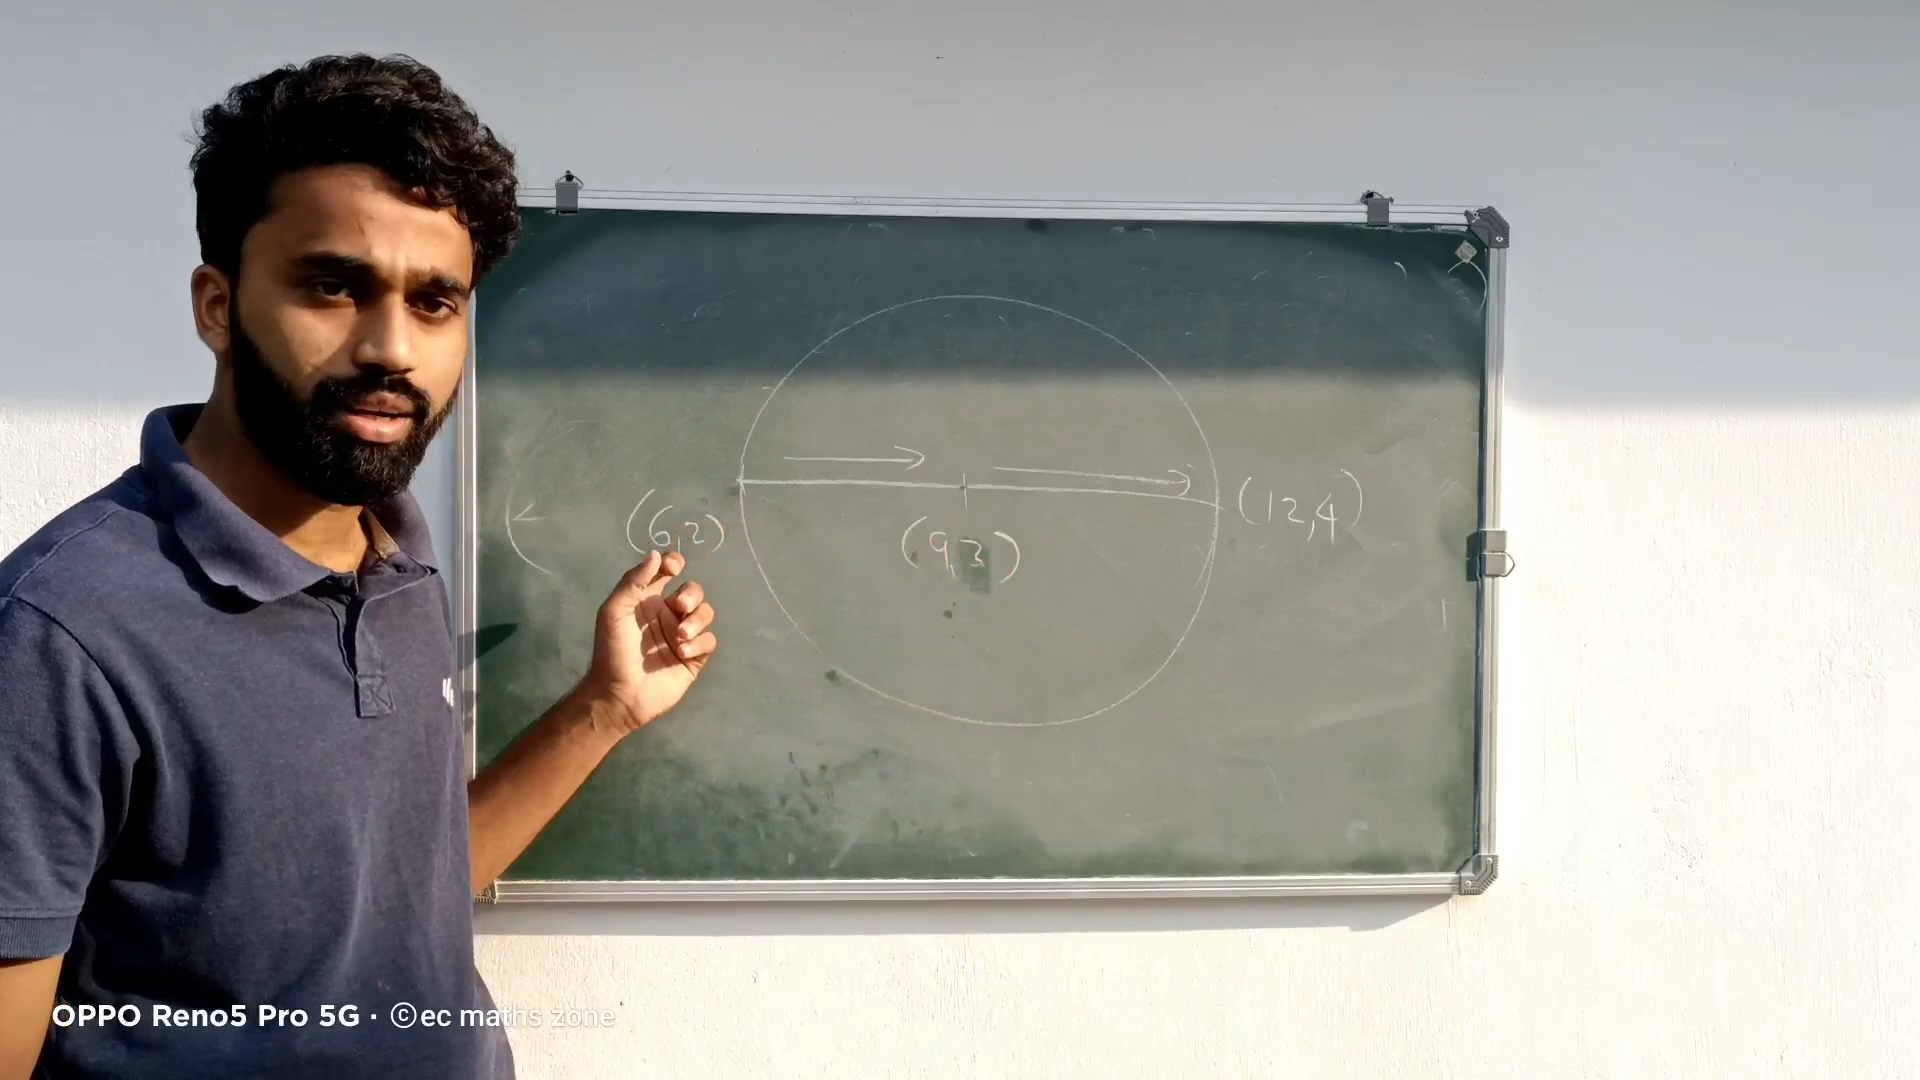 (6,2)
(9,3)
(12,4)
OPPO Reno5 Pro 5G · ©ec maths zone